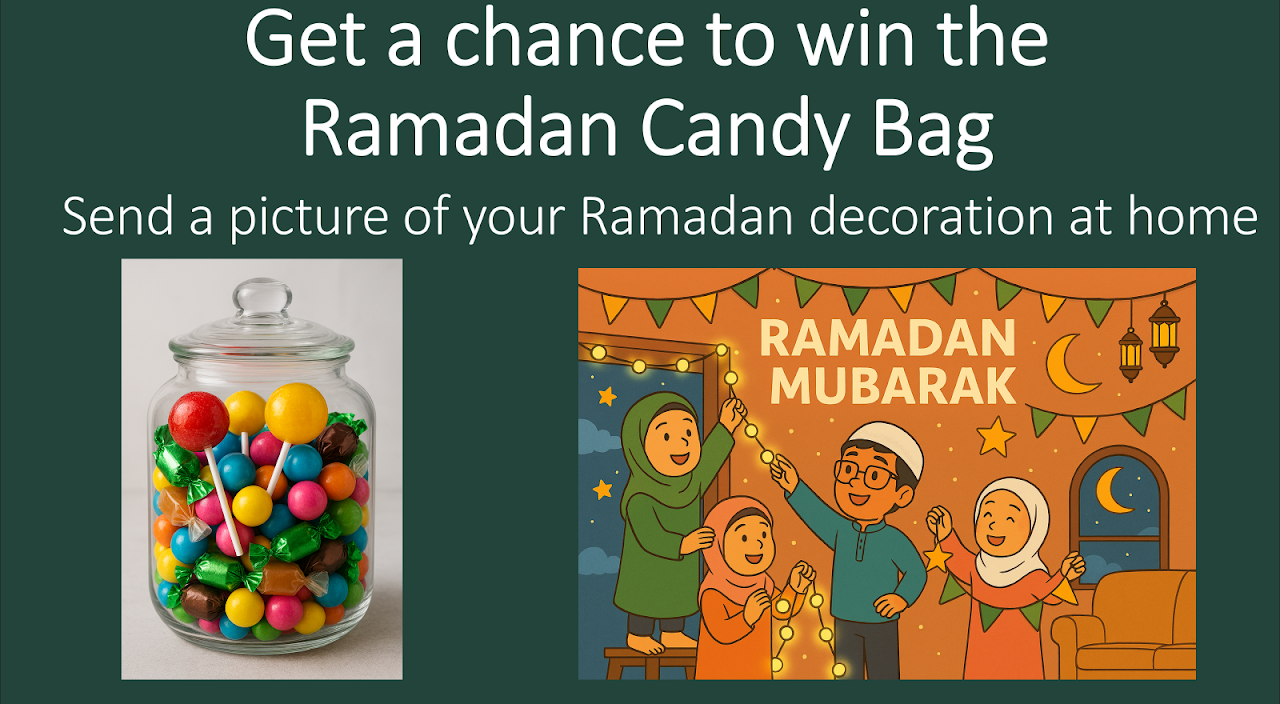 Get a chance to win the
Ramadan Candy Bag
Send a picture of your Ramadan decoration at home
RAMADAN
MUBARAK